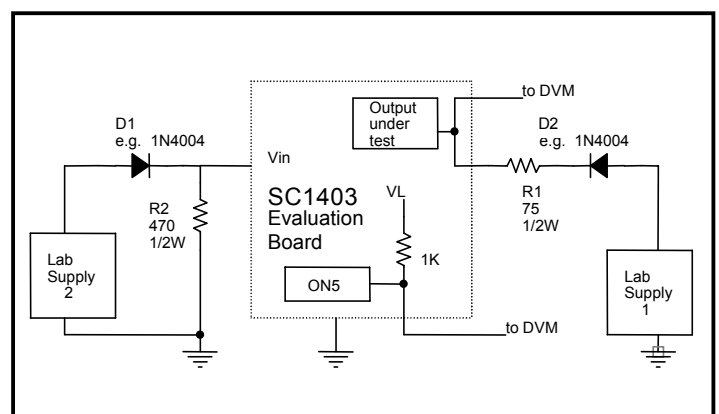 to DVM
Output
under
test
D1
e.g. 1N4004
D2
e.g. 1N4004
Vin
SC1403
Evaluation
Board
VL
R1
75
1/2W
R2
470
1/2W
1K
Lab
Supply
2
ON5
Lab
Supply
1
to DVM